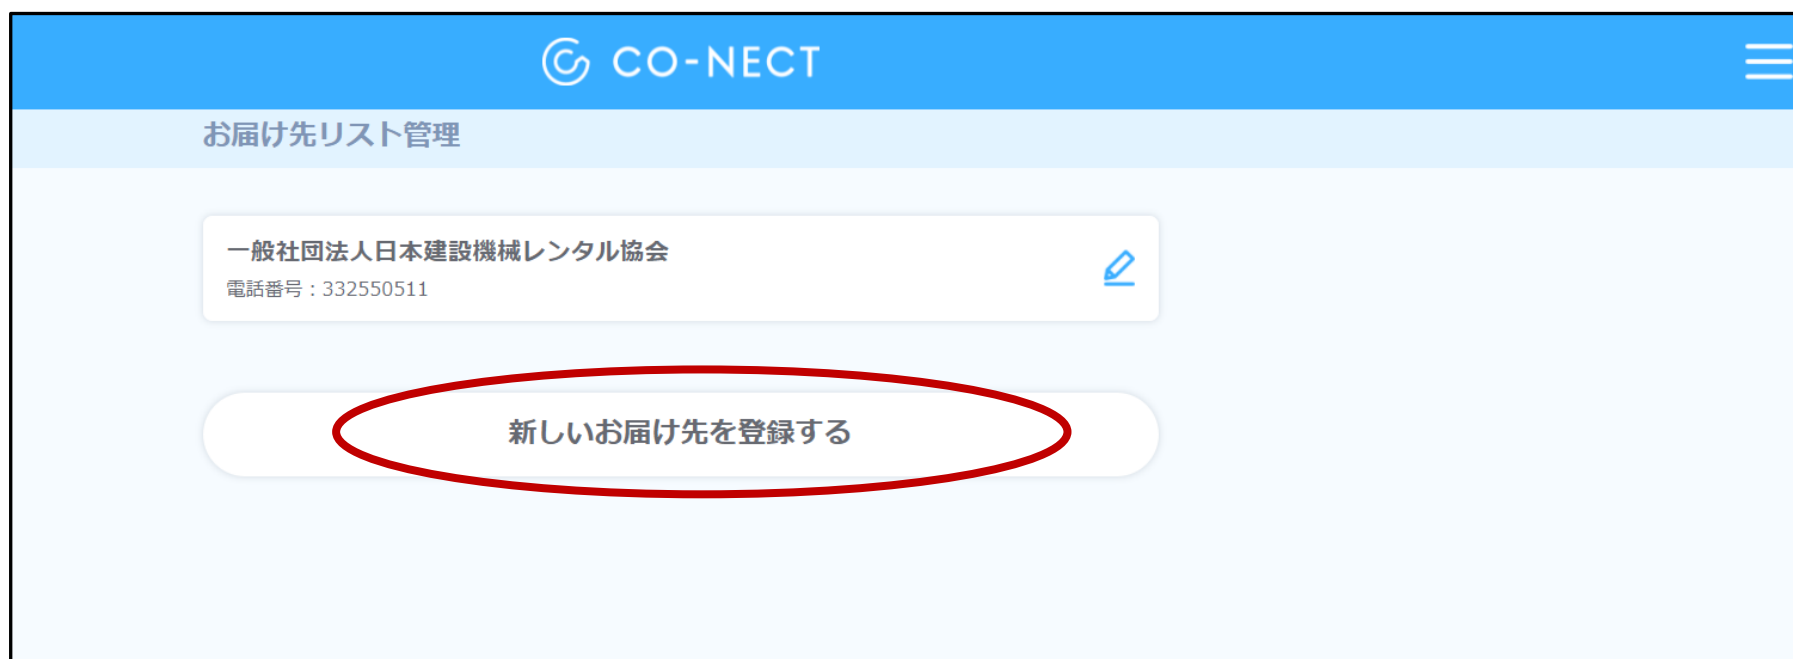 CO-NECT
お届け先リスト管理
一般社団法人日本建設機械レンタル協会
電話番号：332550511
新しいお届け先を登録する